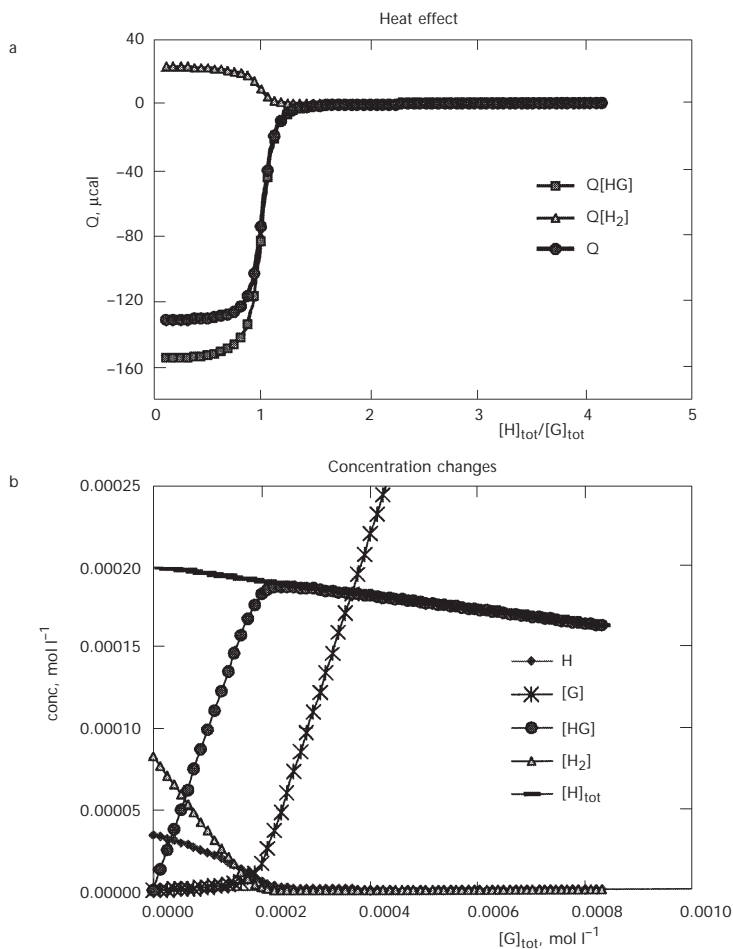 Heat effect
a
40
0
−40
−80
−120
−160
Q, μcal
Q[HG]
Q[H₂]
Q
0 1 2 3 4 5
[H]tot/[G]tot
Concentration changes
b
0.00025
0.00020
0.00015
0.00010
0.00005
0.00000
conc, mol l⁻¹
H
[G]
[HG]
[H₂]
[H]tot
0.0000 0.0002 0.0004 0.0006 0.0008 0.0010
[G]tot, mol l⁻¹